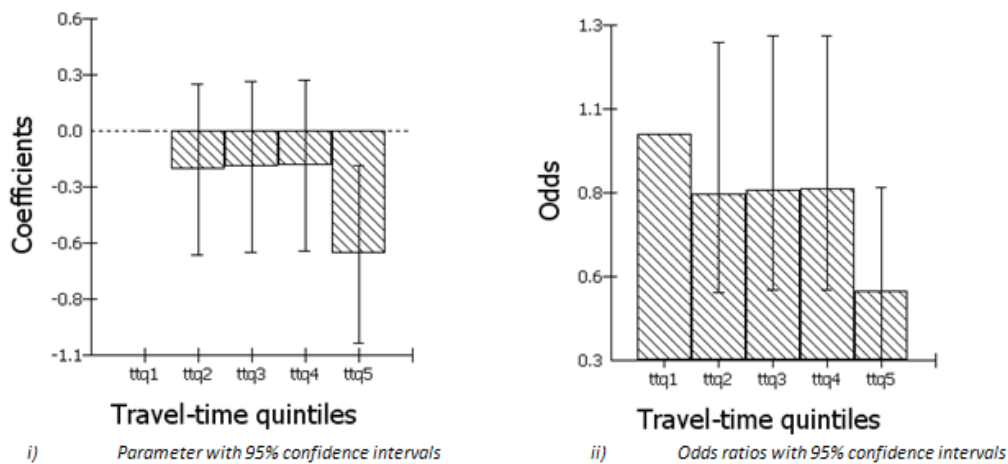 0.6
0.3
0.0
-0.3
-0.6
-0.8
-1.1
Coefficients
ttq1 ttq2 ttq3 ttq4 ttq5
Travel-time quintiles
i) Parameter with 95% confidence intervals
1.3
1.1
0.8
0.6
0.3
Odds
ttq1 ttq2 ttq3 ttq4 ttq5
Travel-time quintiles
ii) Odds ratios with 95% confidence intervals